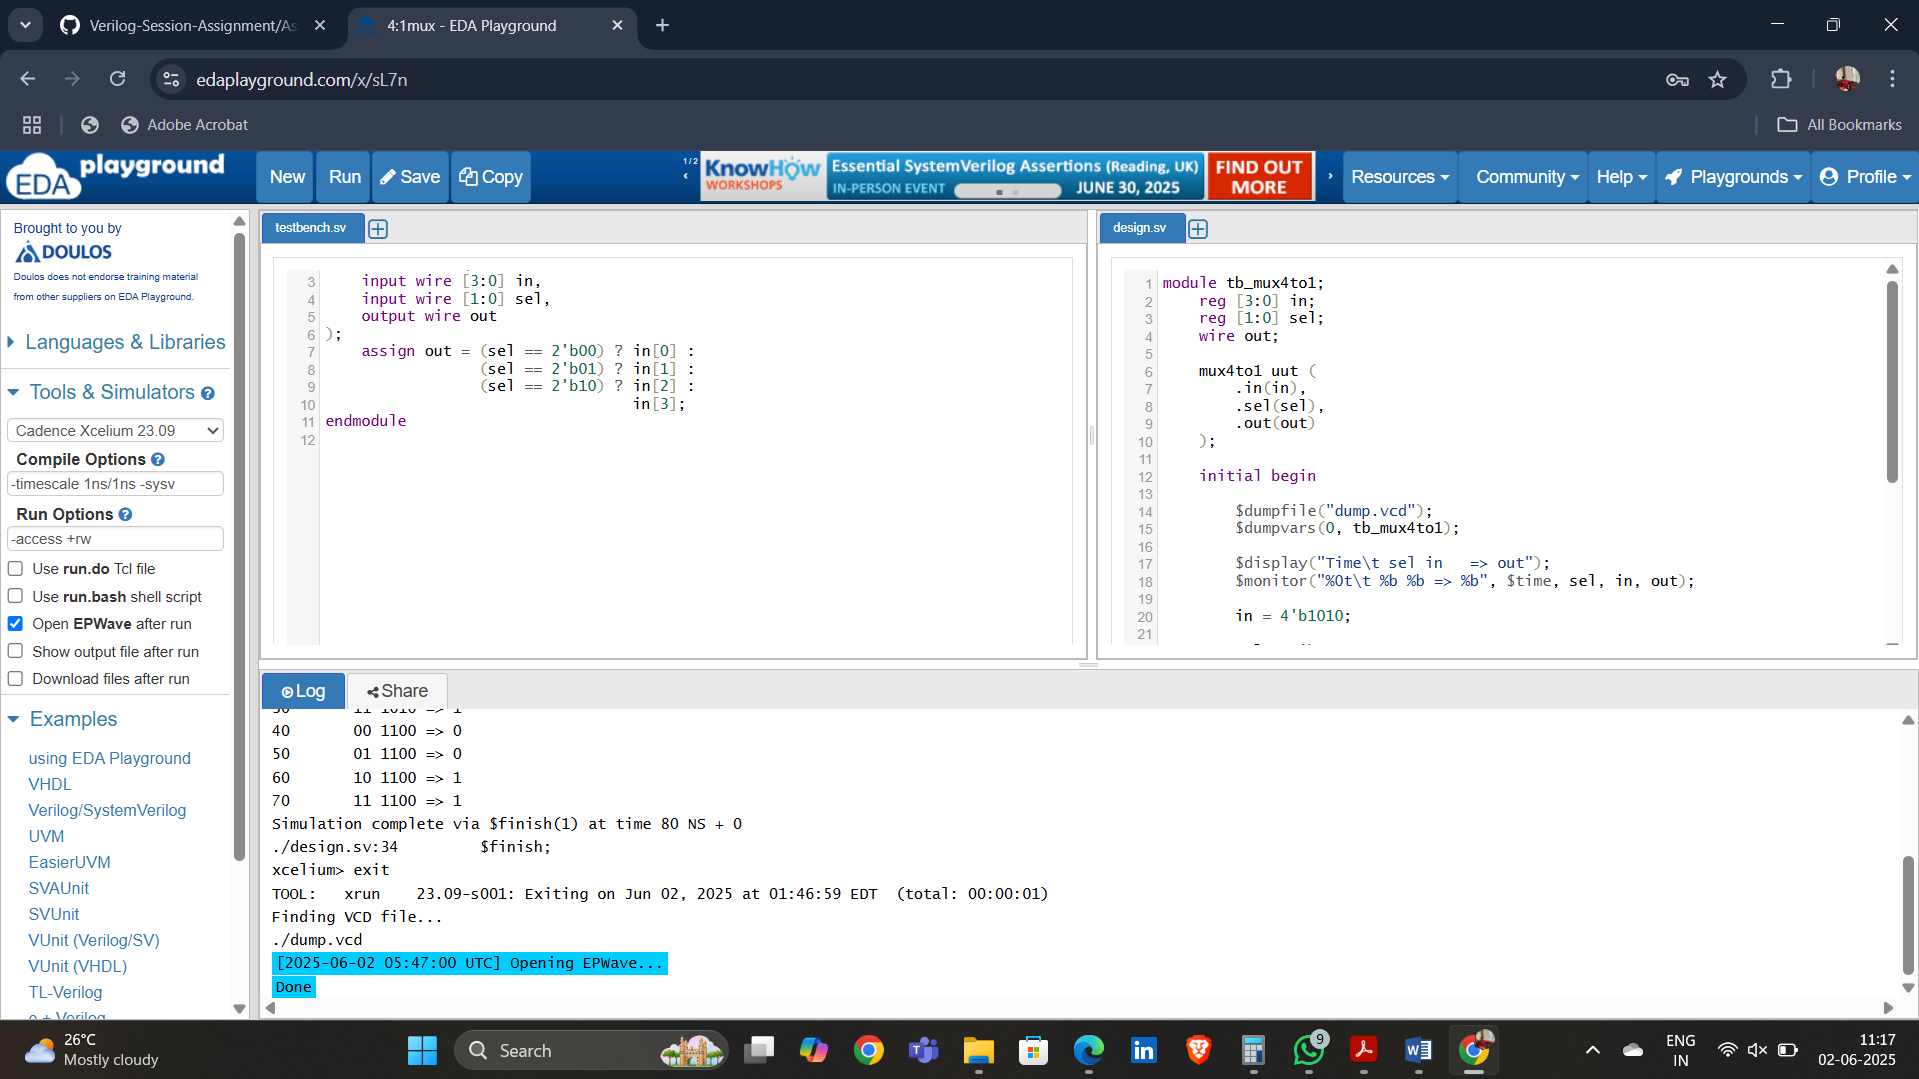 Verilog-Session-Assignment/As
4:1mux - EDA Playground
edaplayground.com/x/sL7n
Adobe Acrobat
All Bookmarks
EDA playground
New
Run
Save
Copy
1/2
KnowHow WORKSHOPS
Essential SystemVerilog Assertions (Reading, UK)
IN-PERSON EVENT
JUNE 30, 2025
FIND OUT MORE
Resources
Community
Help
Playgrounds
Profile
Brought to you by
DOULOS
Doulos does not endorse training material
from other suppliers on EDA Playground.
Languages & Libraries
Tools & Simulators
Cadence Xcelium 23.09
Compile Options
-timescale 1ns/1ns -sysv
Run Options
-access +rw
Use run.do Tcl file
Use run.bash shell script
Open EPWave after run
Show output file after run
Download files after run
Examples
using EDA Playground
VHDL
Verilog/SystemVerilog
UVM
EasierUVM
SVAUnit
SVUnit
VUnit (Verilog/SV)
VUnit (VHDL)
TL-Verilog
e + Verilog
testbench.sv
3 input wire [3:0] in,
4 input wire [1:0] sel,
5 output wire out
6 );
7 assign out = (sel == 2'b00) ? in[0] :
8 (sel == 2'b01) ? in[1] :
9 (sel == 2'b10) ? in[2] :
10 in[3];
11 endmodule
12
design.sv
1 module tb_mux4to1;
2 reg [3:0] in;
3 reg [1:0] sel;
4 wire out;
5
6 mux4to1 uut (
7 .in(in),
8 .sel(sel),
9 .out(out)
10 );
11
12 initial begin
13
14 $dumpfile("dump.vcd");
15 $dumpvars(0, tb_mux4to1);
16
17 $display("Time\t sel in   => out");
18 $monitor("%0t\t %b %b => %b", $time, sel, in, out);
19
20 in = 4'b1010;
21
Log
Share
30 11 1010 => 1
40 00 1100 => 0
50 01 1100 => 0
60 10 1100 => 1
70 11 1100 => 1
Simulation complete via $finish(1) at time 80 NS + 0
./design.sv:34 $finish;
xcelium> exit
TOOL: xrun 23.09-s001: Exiting on Jun 02, 2025 at 01:46:59 EDT (total: 00:00:01)
Finding VCD file...
./dump.vcd
[2025-06-02 05:47:00 UTC] Opening EPWave...
Done
26°C
Mostly cloudy
Search
9
ENG
IN
11:17
02-06-2025